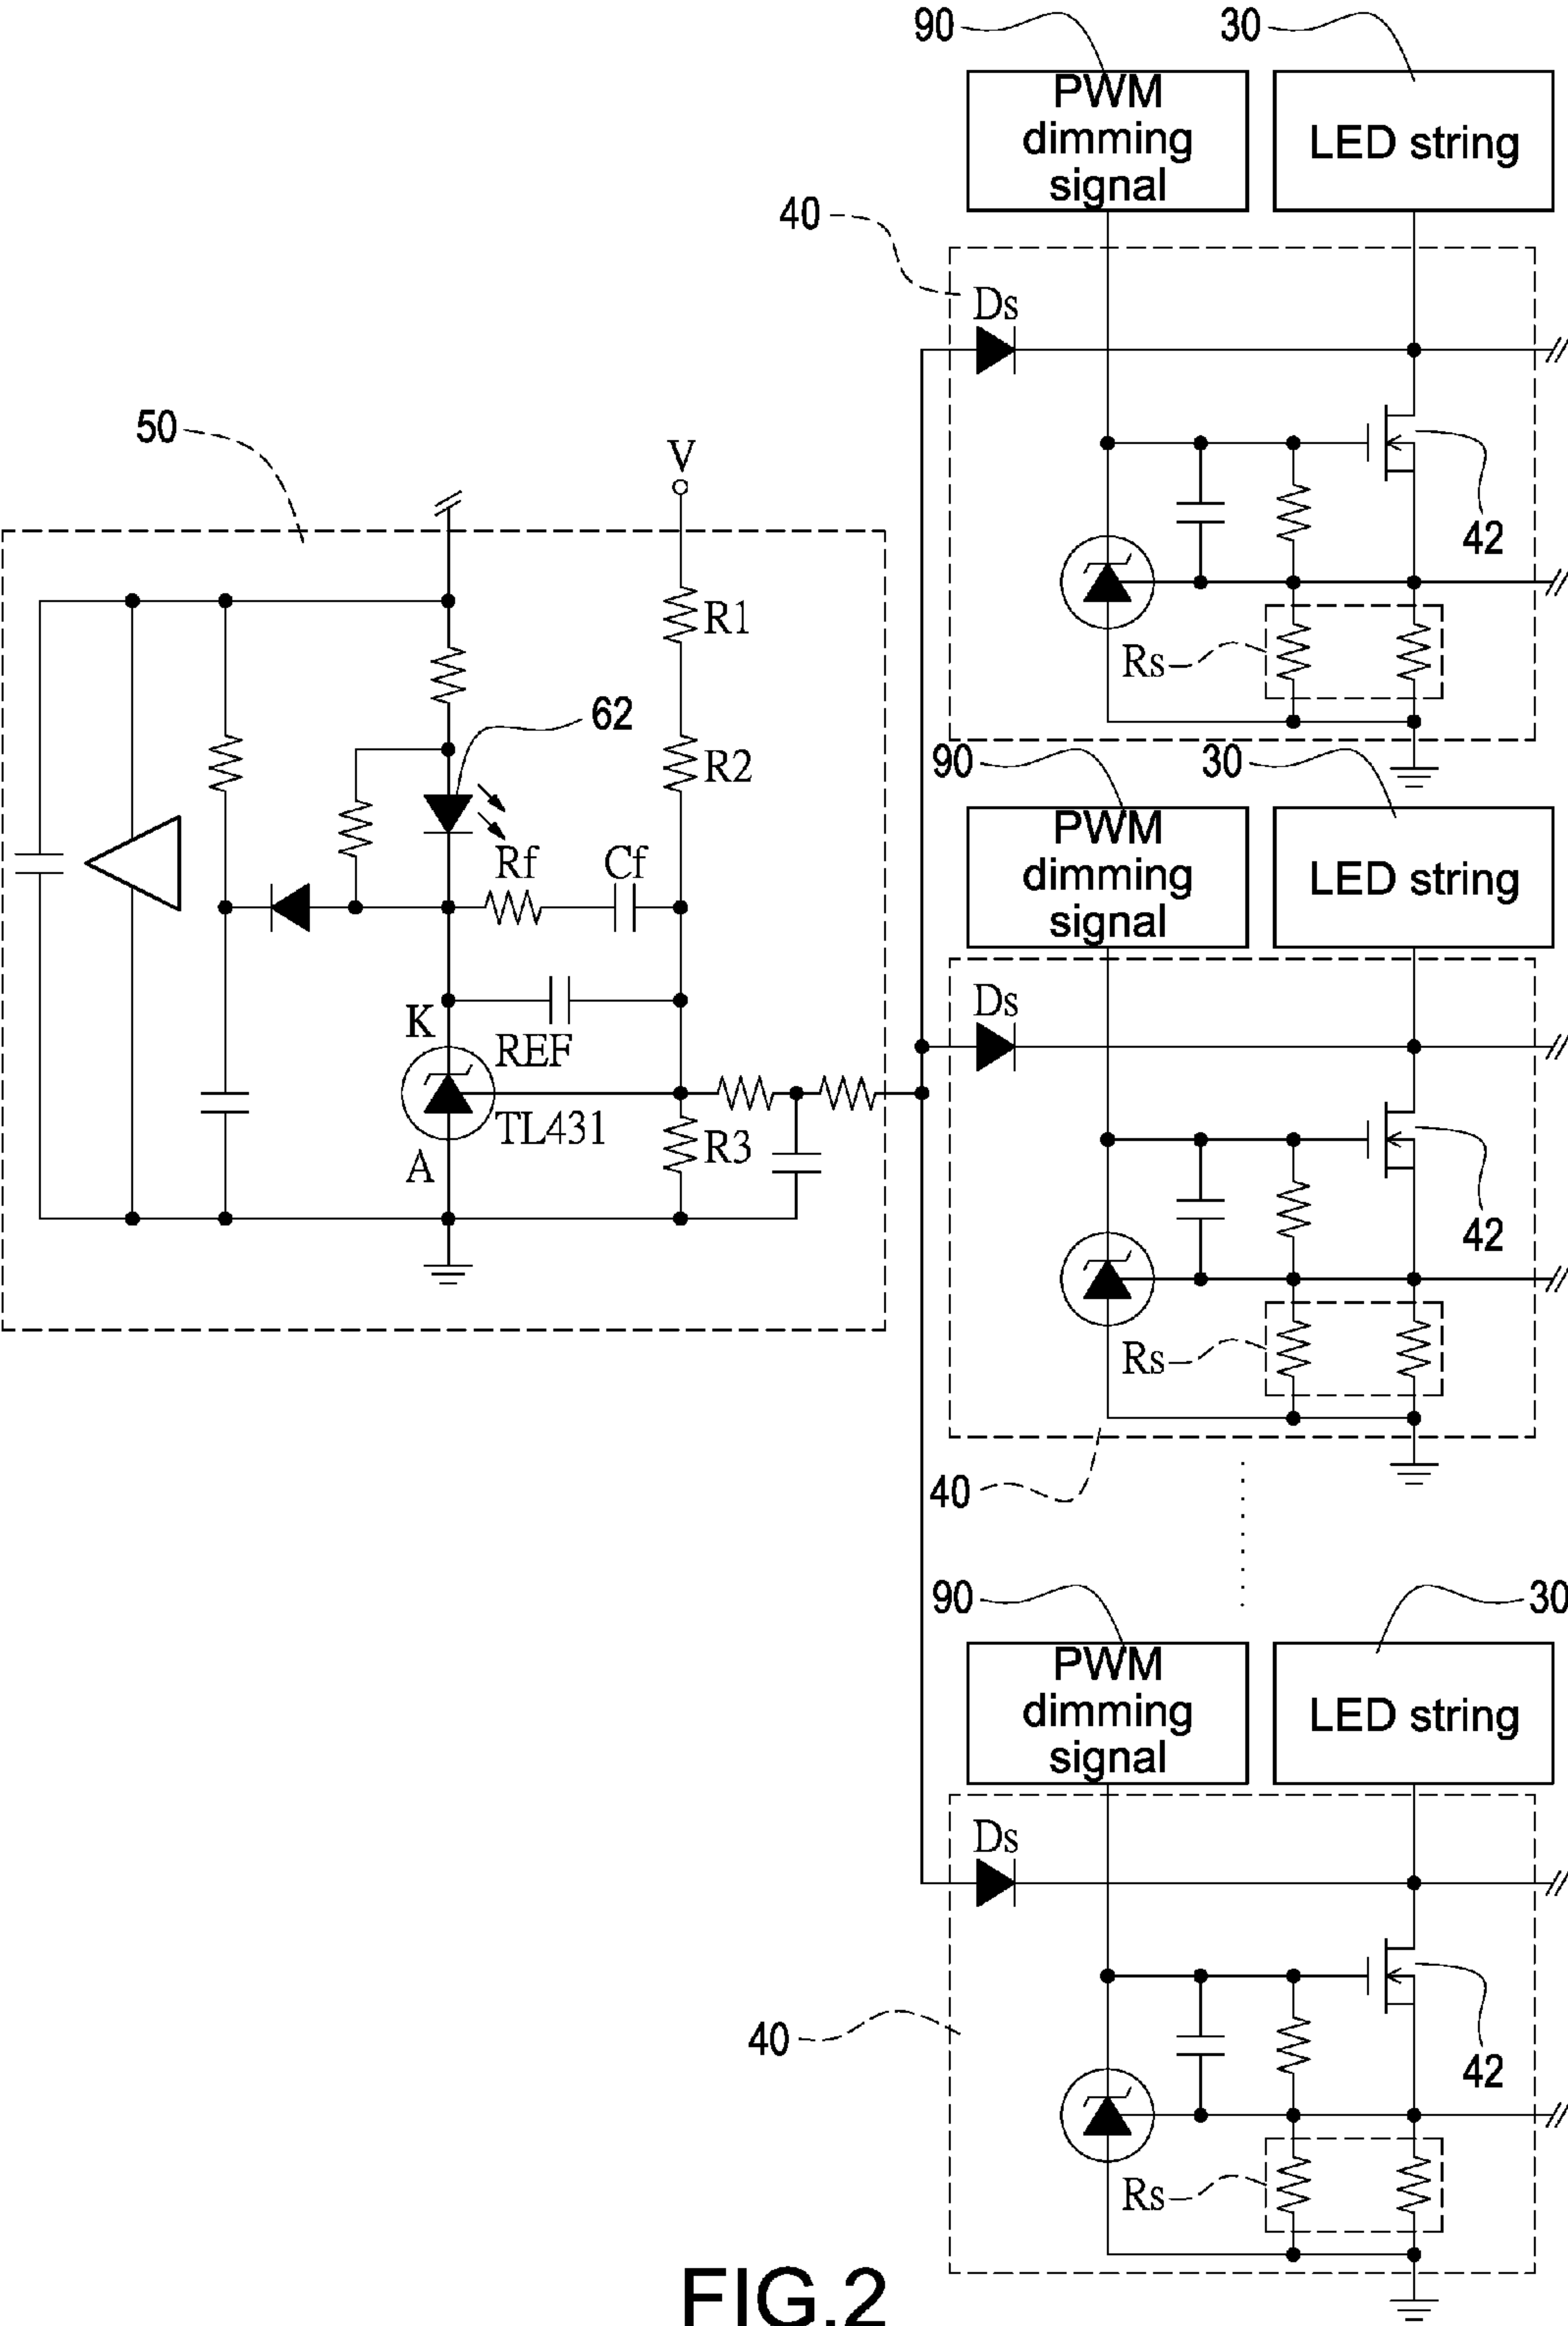 90
30
PWM
dimming
signal
LED string
40
Ds
50
V
42
R1
Rs
62
R2
90
30
PWM
dimming
signal
LED string
Rf
Cf
Ds
K
REF
TL431
R3
A
42
Rs
40
90
30
PWM
dimming
signal
LED string
Ds
40
42
Rs
FIG.2